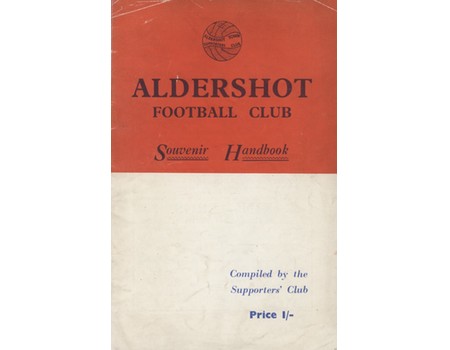 ALDERSHOT
FOOTBALL CLUB
Souvenir Handbook
Compiled by the
Supporters' Club
Price 1/-